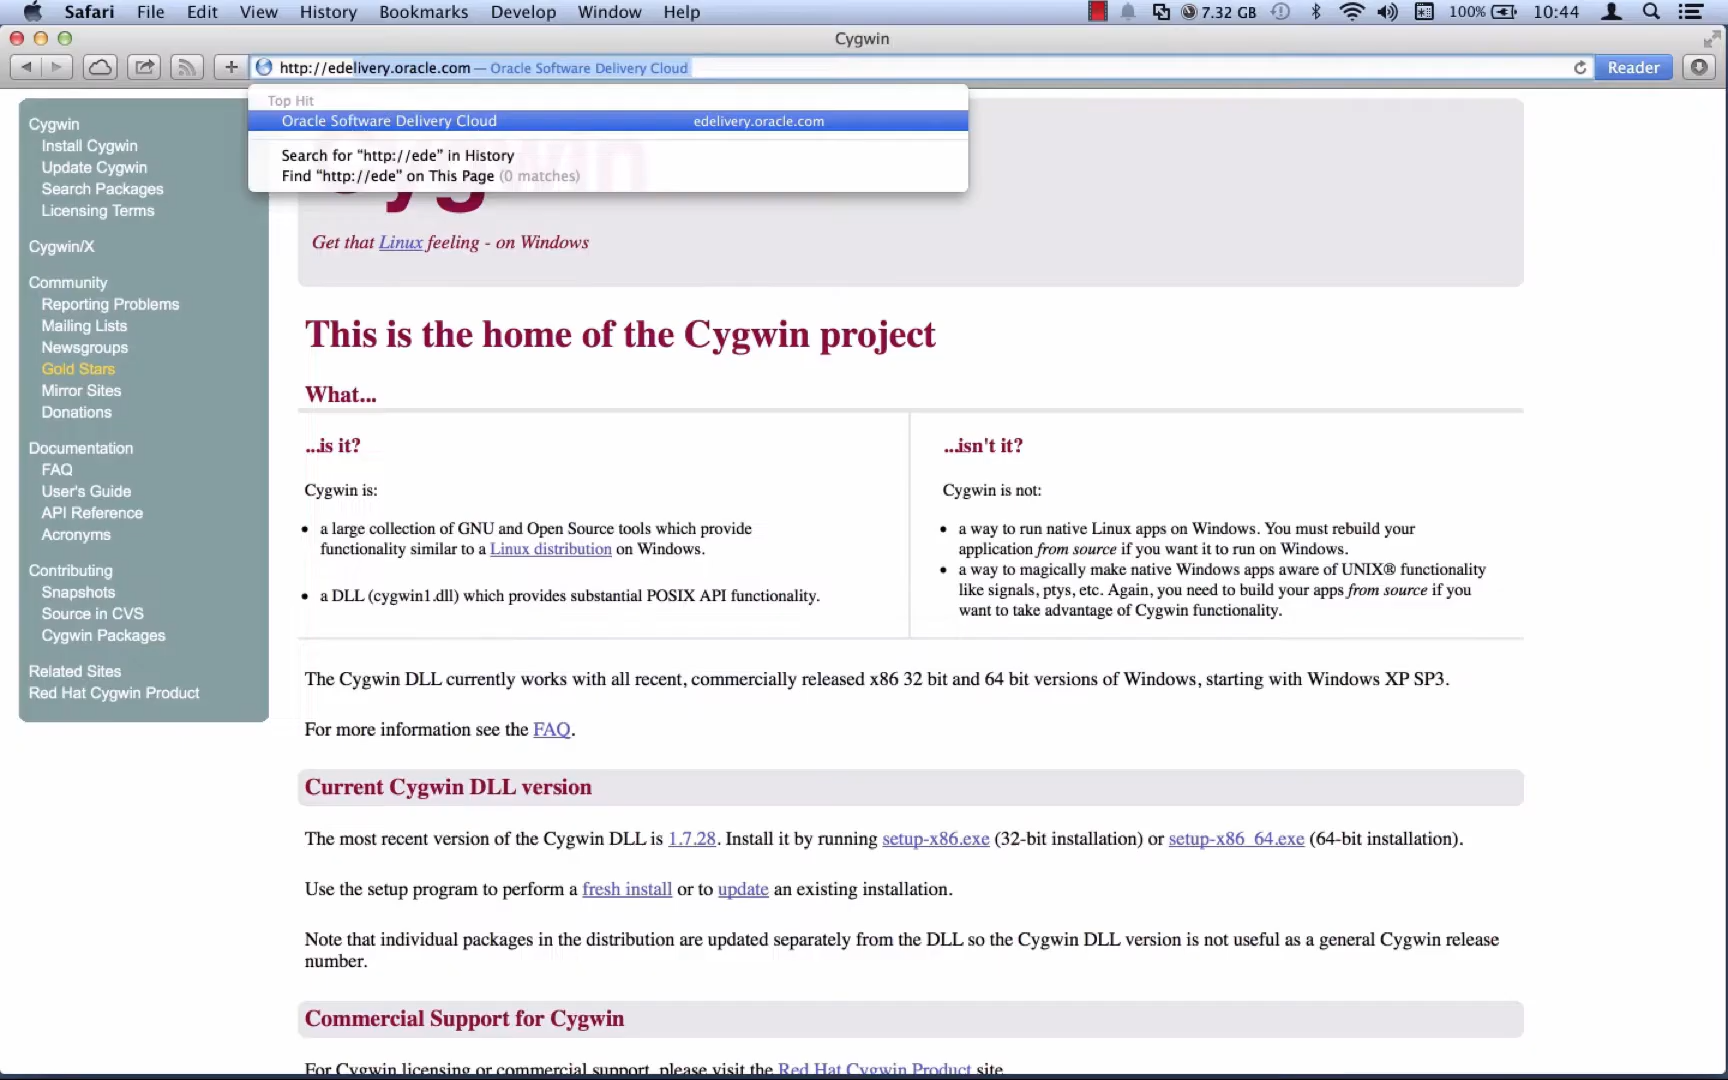 Safari File Edit View History Bookmarks Develop Window Help 7.32 GB 100% 10:44
Cygwin
http://edelivery.oracle.com — Oracle Software Delivery Cloud Reader
Top Hit
Oracle Software Delivery Cloud edelivery.oracle.com
Search for “http://ede” in History
Find “http://ede” on This Page (0 matches)
Cygwin
Install Cygwin
Update Cygwin
Search Packages
Licensing Terms
Cygwin/X
Community
Reporting Problems
Mailing Lists
Newsgroups
Gold Stars
Mirror Sites
Donations
Documentation
FAQ
User's Guide
API Reference
Acronyms
Contributing
Snapshots
Source in CVS
Cygwin Packages
Related Sites
Red Hat Cygwin Product
Get that Linux feeling - on Windows
This is the home of the Cygwin project
What...
...is it?
Cygwin is:
a large collection of GNU and Open Source tools which provide
functionality similar to a Linux distribution on Windows.
a DLL (cygwin1.dll) which provides substantial POSIX API functionality.
...isn't it?
Cygwin is not:
a way to run native Linux apps on Windows. You must rebuild your
application from source if you want it to run on Windows.
a way to magically make native Windows apps aware of UNIX® functionality
like signals, ptys, etc. Again, you need to build your apps from source if you
want to take advantage of Cygwin functionality.
The Cygwin DLL currently works with all recent, commercially released x86 32 bit and 64 bit versions of Windows, starting with Windows XP SP3.
For more information see the FAQ.
Current Cygwin DLL version
The most recent version of the Cygwin DLL is 1.7.28. Install it by running setup-x86.exe (32-bit installation) or setup-x86_64.exe (64-bit installation).
Use the setup program to perform a fresh install or to update an existing installation.
Note that individual packages in the distribution are updated separately from the DLL so the Cygwin DLL version is not useful as a general Cygwin release
number.
Commercial Support for Cygwin
For Cygwin licensing or commercial support, please visit the Red Hat Cygwin Product site.